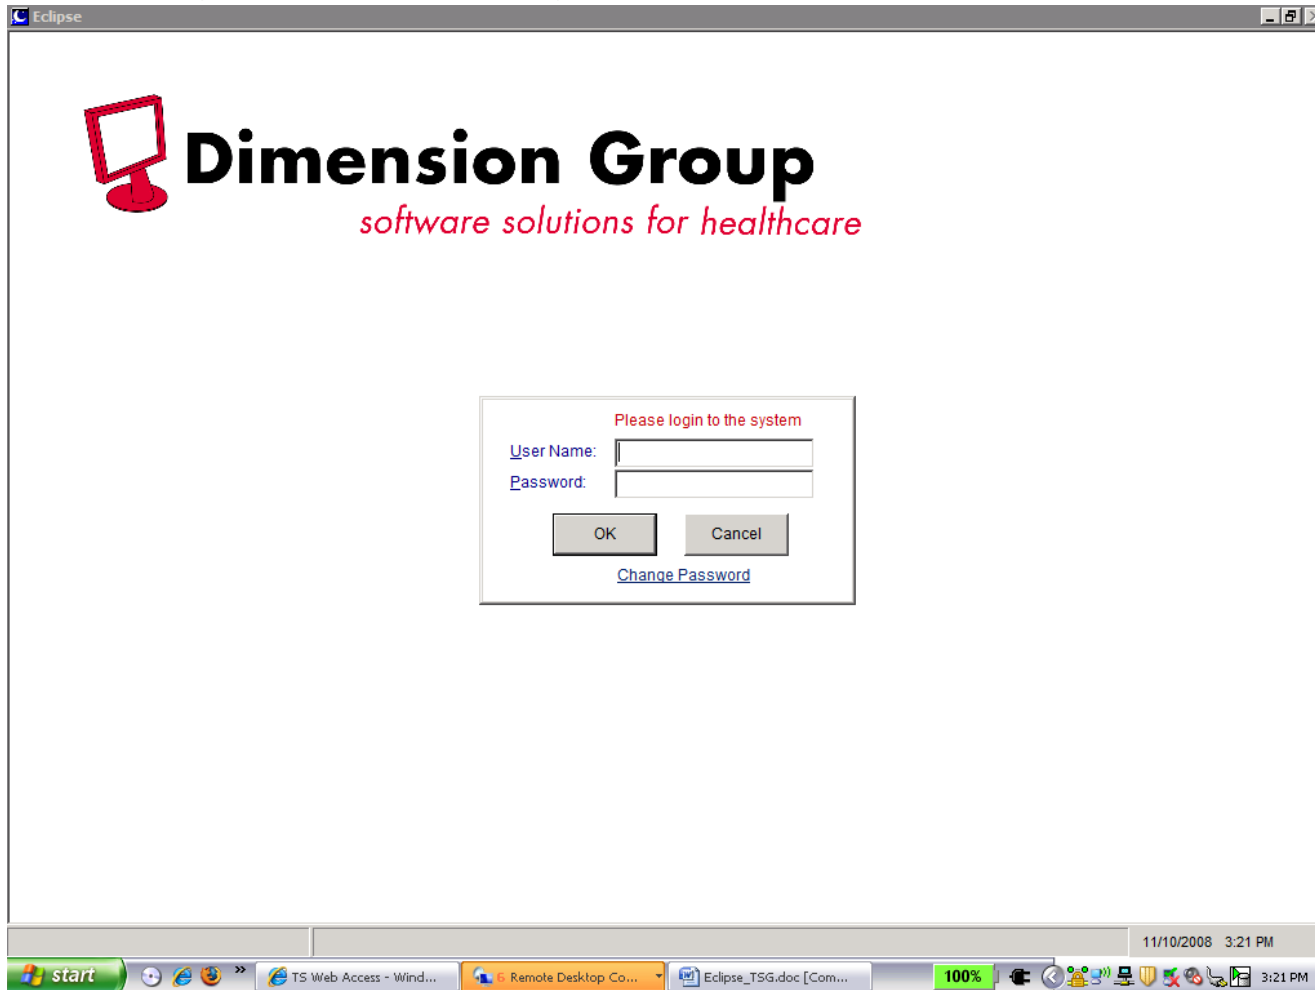 Eclipse
Dimension Group
software solutions for healthcare
Please login to the system
User Name:
Password:
OK Cancel
Change Password
11/10/2008 3:21 PM
start » TS Web Access - Wind... 6 Remote Desktop Co... Eclipse_TSG.doc [Com... 100% 3:21 PM